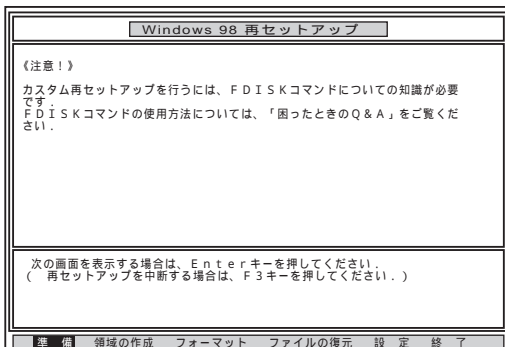 Windows 98 再セットアップ
《注意！》
カスタム再セットアップを行うには、ＦＤＩＳＫコマンドについての知識が必要
です．
ＦＤＩＳＫコマンドの使用方法については、「困ったときのＱ＆Ａ」をご覧くだ
さい．
次の画面を表示する場合は、Ｅｎｔｅｒキーを押してください．
(　再セットアップを中断する場合は、Ｆ３キーを押してください．)
準　備　領域の作成　フォーマット　ファイルの復元　設　定　終　了